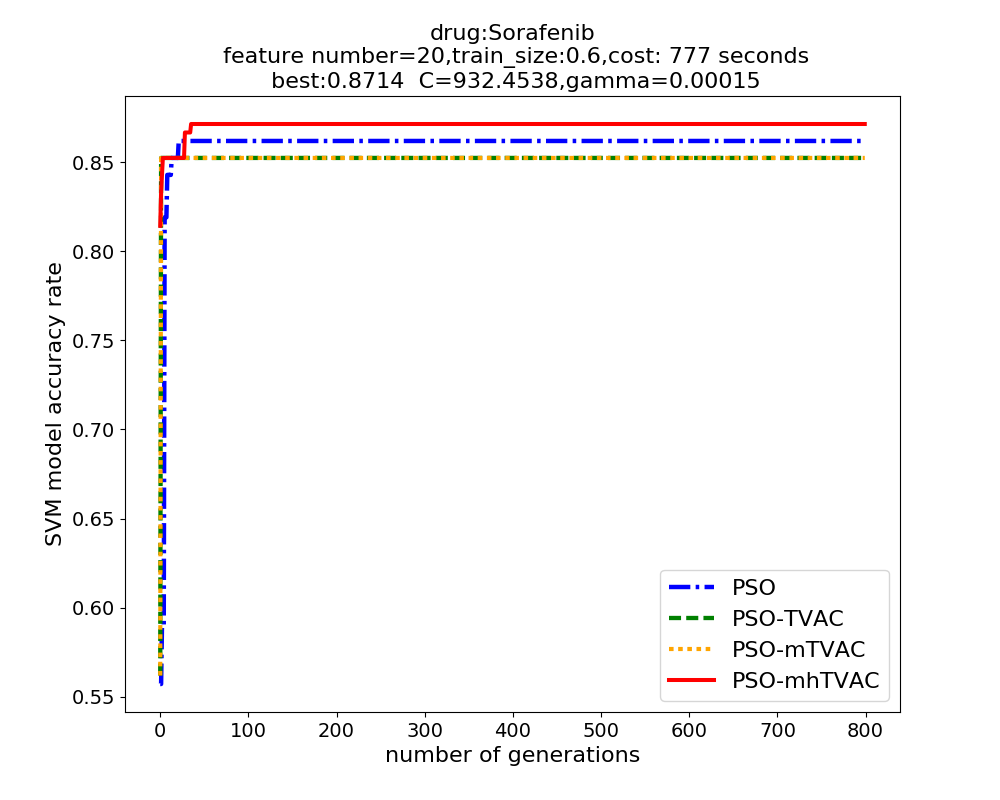 drug:Sorafenib
feature number=20,train_size:0.6,cost: 777 seconds
best:0.8714  C=932.4538,gamma=0.00015
SVM model accuracy rate
0.85
0.80
0.75
0.70
0.65
0.60
0.55
PSO
PSO-TVAC
PSO-mTVAC
PSO-mhTVAC
0 100 200 300 400 500 600 700 800
number of generations